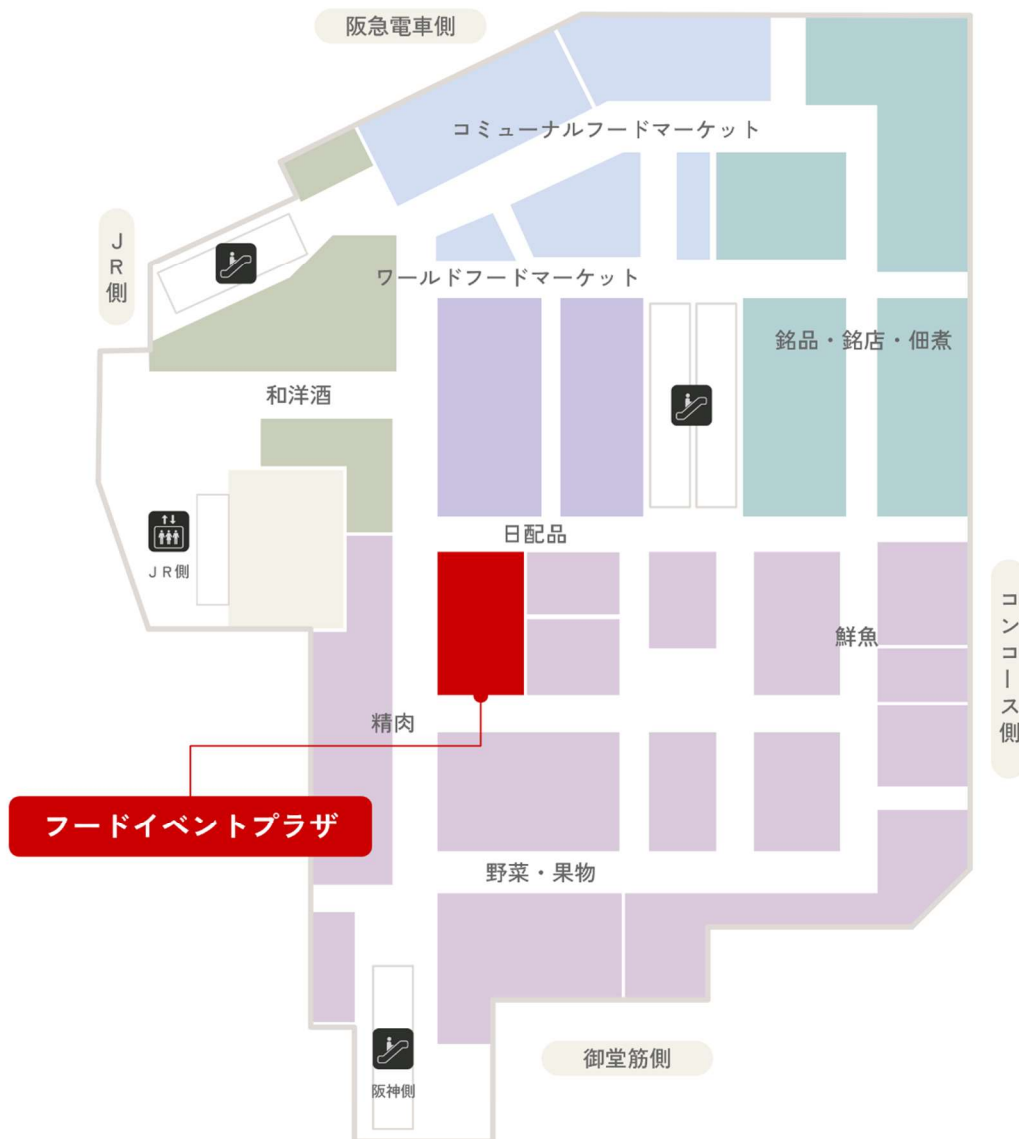 阪急電車側
コミューナルフードマーケット
JR側
ワールドフードマーケット
銘品・銘店・佃煮
和洋酒
日配品
JR側
鮮魚
コンコース側
精肉
フードイベントプラザ
野菜・果物
御堂筋側
阪神側